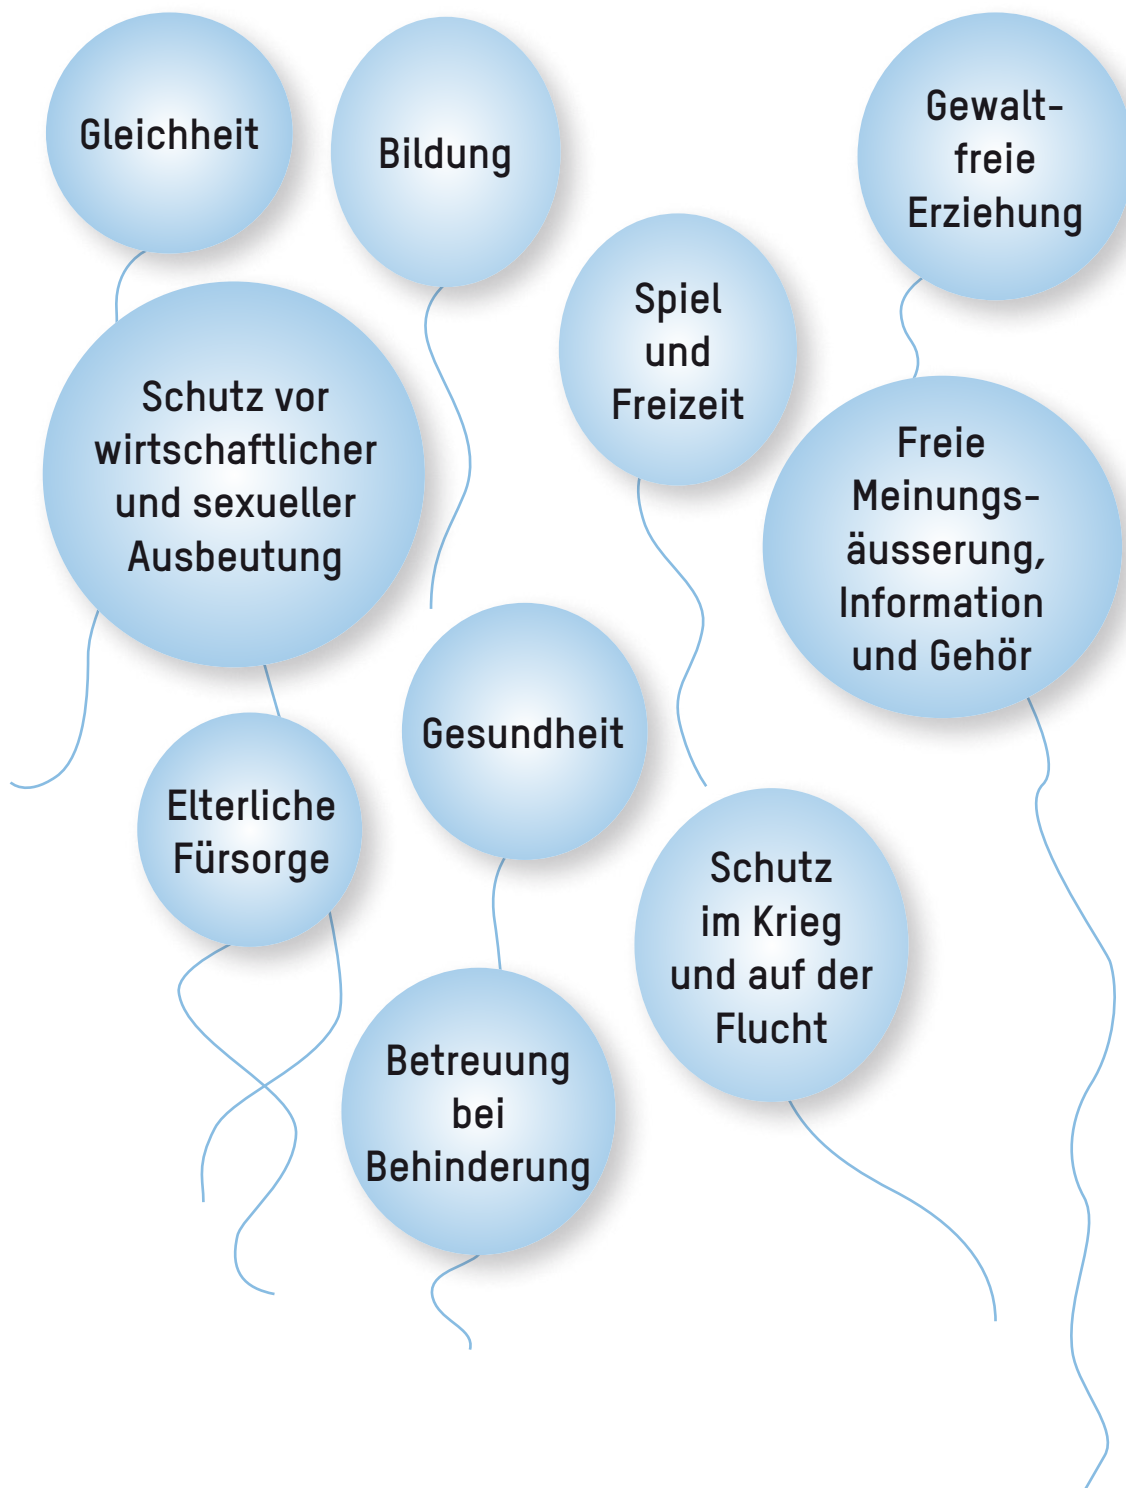 Gleichheit
Bildung
Gewalt-
freie
Erziehung
Spiel
und
Freizeit
Schutz vor
wirtschaftlicher
und sexueller
Ausbeutung
Freie
Meinungs-
äusserung,
Information
und Gehör
Gesundheit
Elterliche
Fürsorge
Schutz
im Krieg
und auf der
Flucht
Betreuung
bei
Behinderung